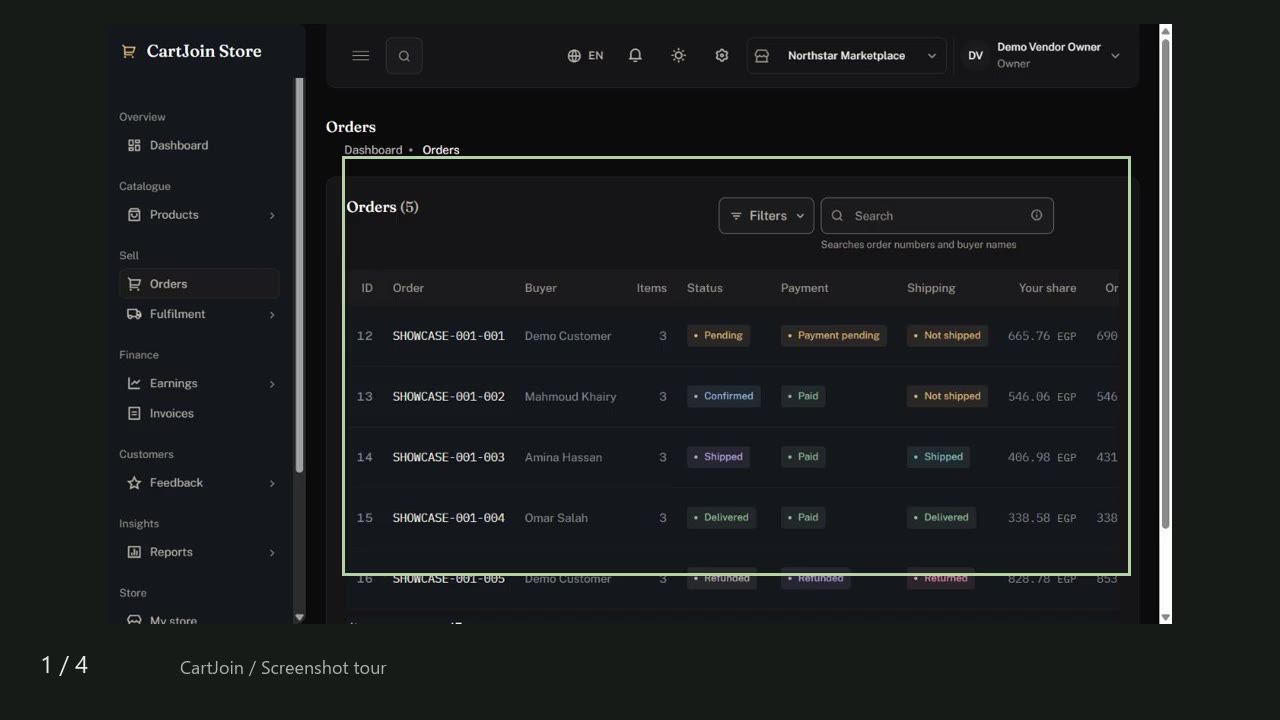 CartJoin Store
EN
Northstar Marketplace
DV
Demo Vendor Owner
Owner
Overview
Dashboard
Catalogue
Products
Sell
Orders
Fulfilment
Finance
Earnings
Invoices
Customers
Feedback
Insights
Reports
Store
My store
Orders
Dashboard • Orders
Orders (5)
Filters
Search
Searches order numbers and buyer names
ID Order Buyer Items Status Payment Shipping Your share Or
12 SHOWCASE-001-001 Demo Customer 3 • Pending • Payment pending • Not shipped 665.76 EGP 690
13 SHOWCASE-001-002 Mahmoud Khairy 3 • Confirmed • Paid • Not shipped 546.06 EGP 546
14 SHOWCASE-001-003 Amina Hassan 3 • Shipped • Paid • Shipped 406.98 EGP 431
15 SHOWCASE-001-004 Omar Salah 3 • Delivered • Paid • Delivered 338.58 EGP 338
16 SHOWCASE-001-005 Demo Customer 3 • Refunded • Refunded • Returned 828.78 EGP 853
1 / 4
CartJoin / Screenshot tour